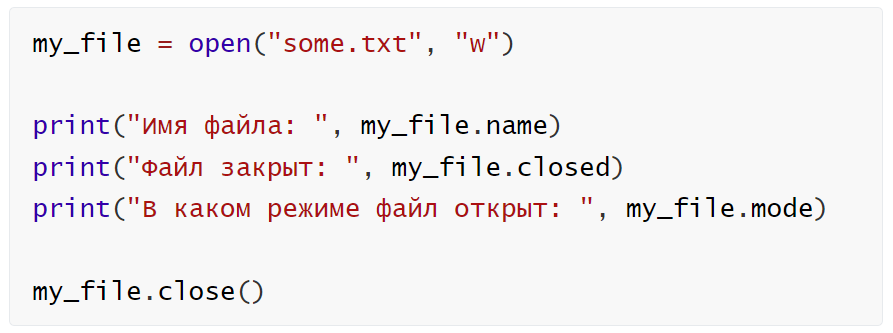 my_file = open("some.txt", "w")
print("Имя файла: ", my_file.name)
print("Файл закрыт: ", my_file.closed)
print("В каком режиме файл открыт: ", my_file.mode)
my_file.close()